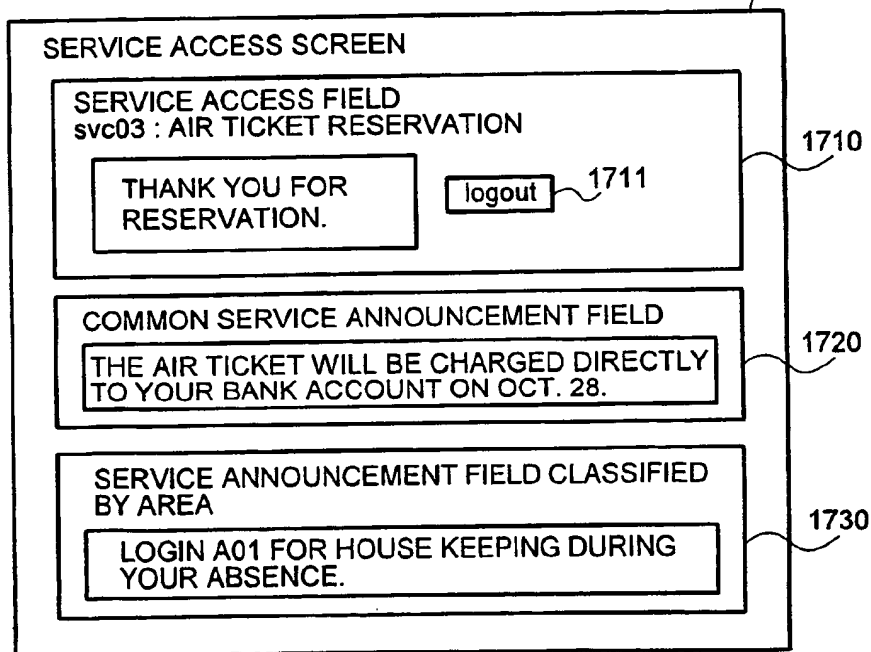 SERVICE ACCESS SCREEN
SERVICE ACCESS FIELD
svc03 : AIR TICKET RESERVATION
1710
THANK YOU FOR
RESERVATION.
logout
1711
COMMON SERVICE ANNOUNCEMENT FIELD
1720
THE AIR TICKET WILL BE CHARGED DIRECTLY
TO YOUR BANK ACCOUNT ON OCT. 28.
SERVICE ANNOUNCEMENT FIELD CLASSIFIED
BY AREA
1730
LOGIN A01 FOR HOUSE KEEPING DURING
YOUR ABSENCE.